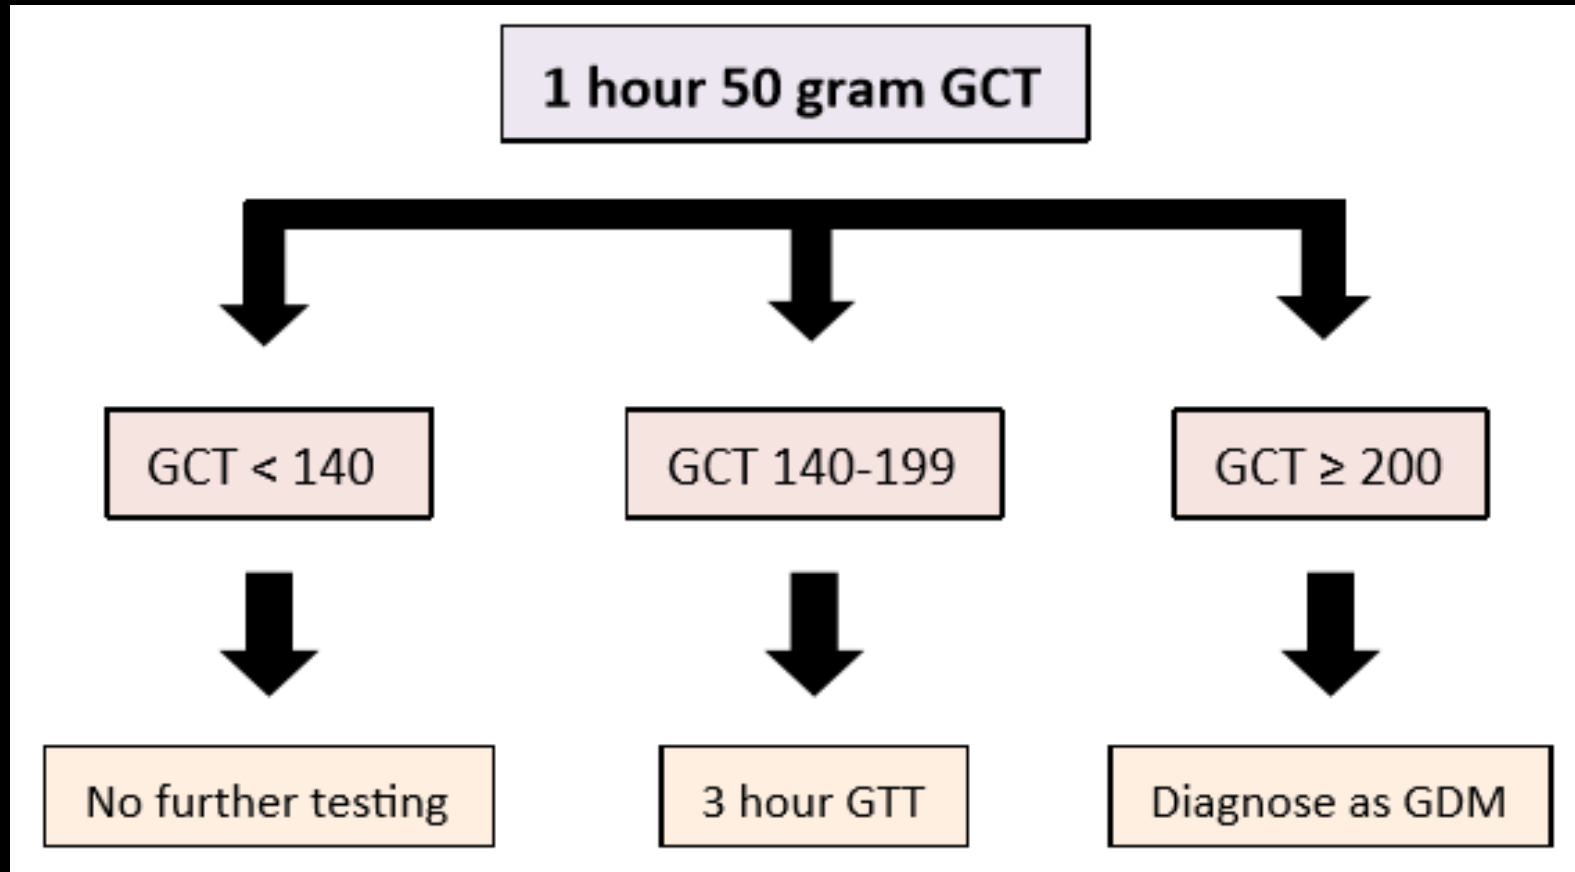 1 hour 50 gram GCT
GCT < 140
GCT 140-199
GCT ≥ 200
No further testing
3 hour GTT
Diagnose as GDM